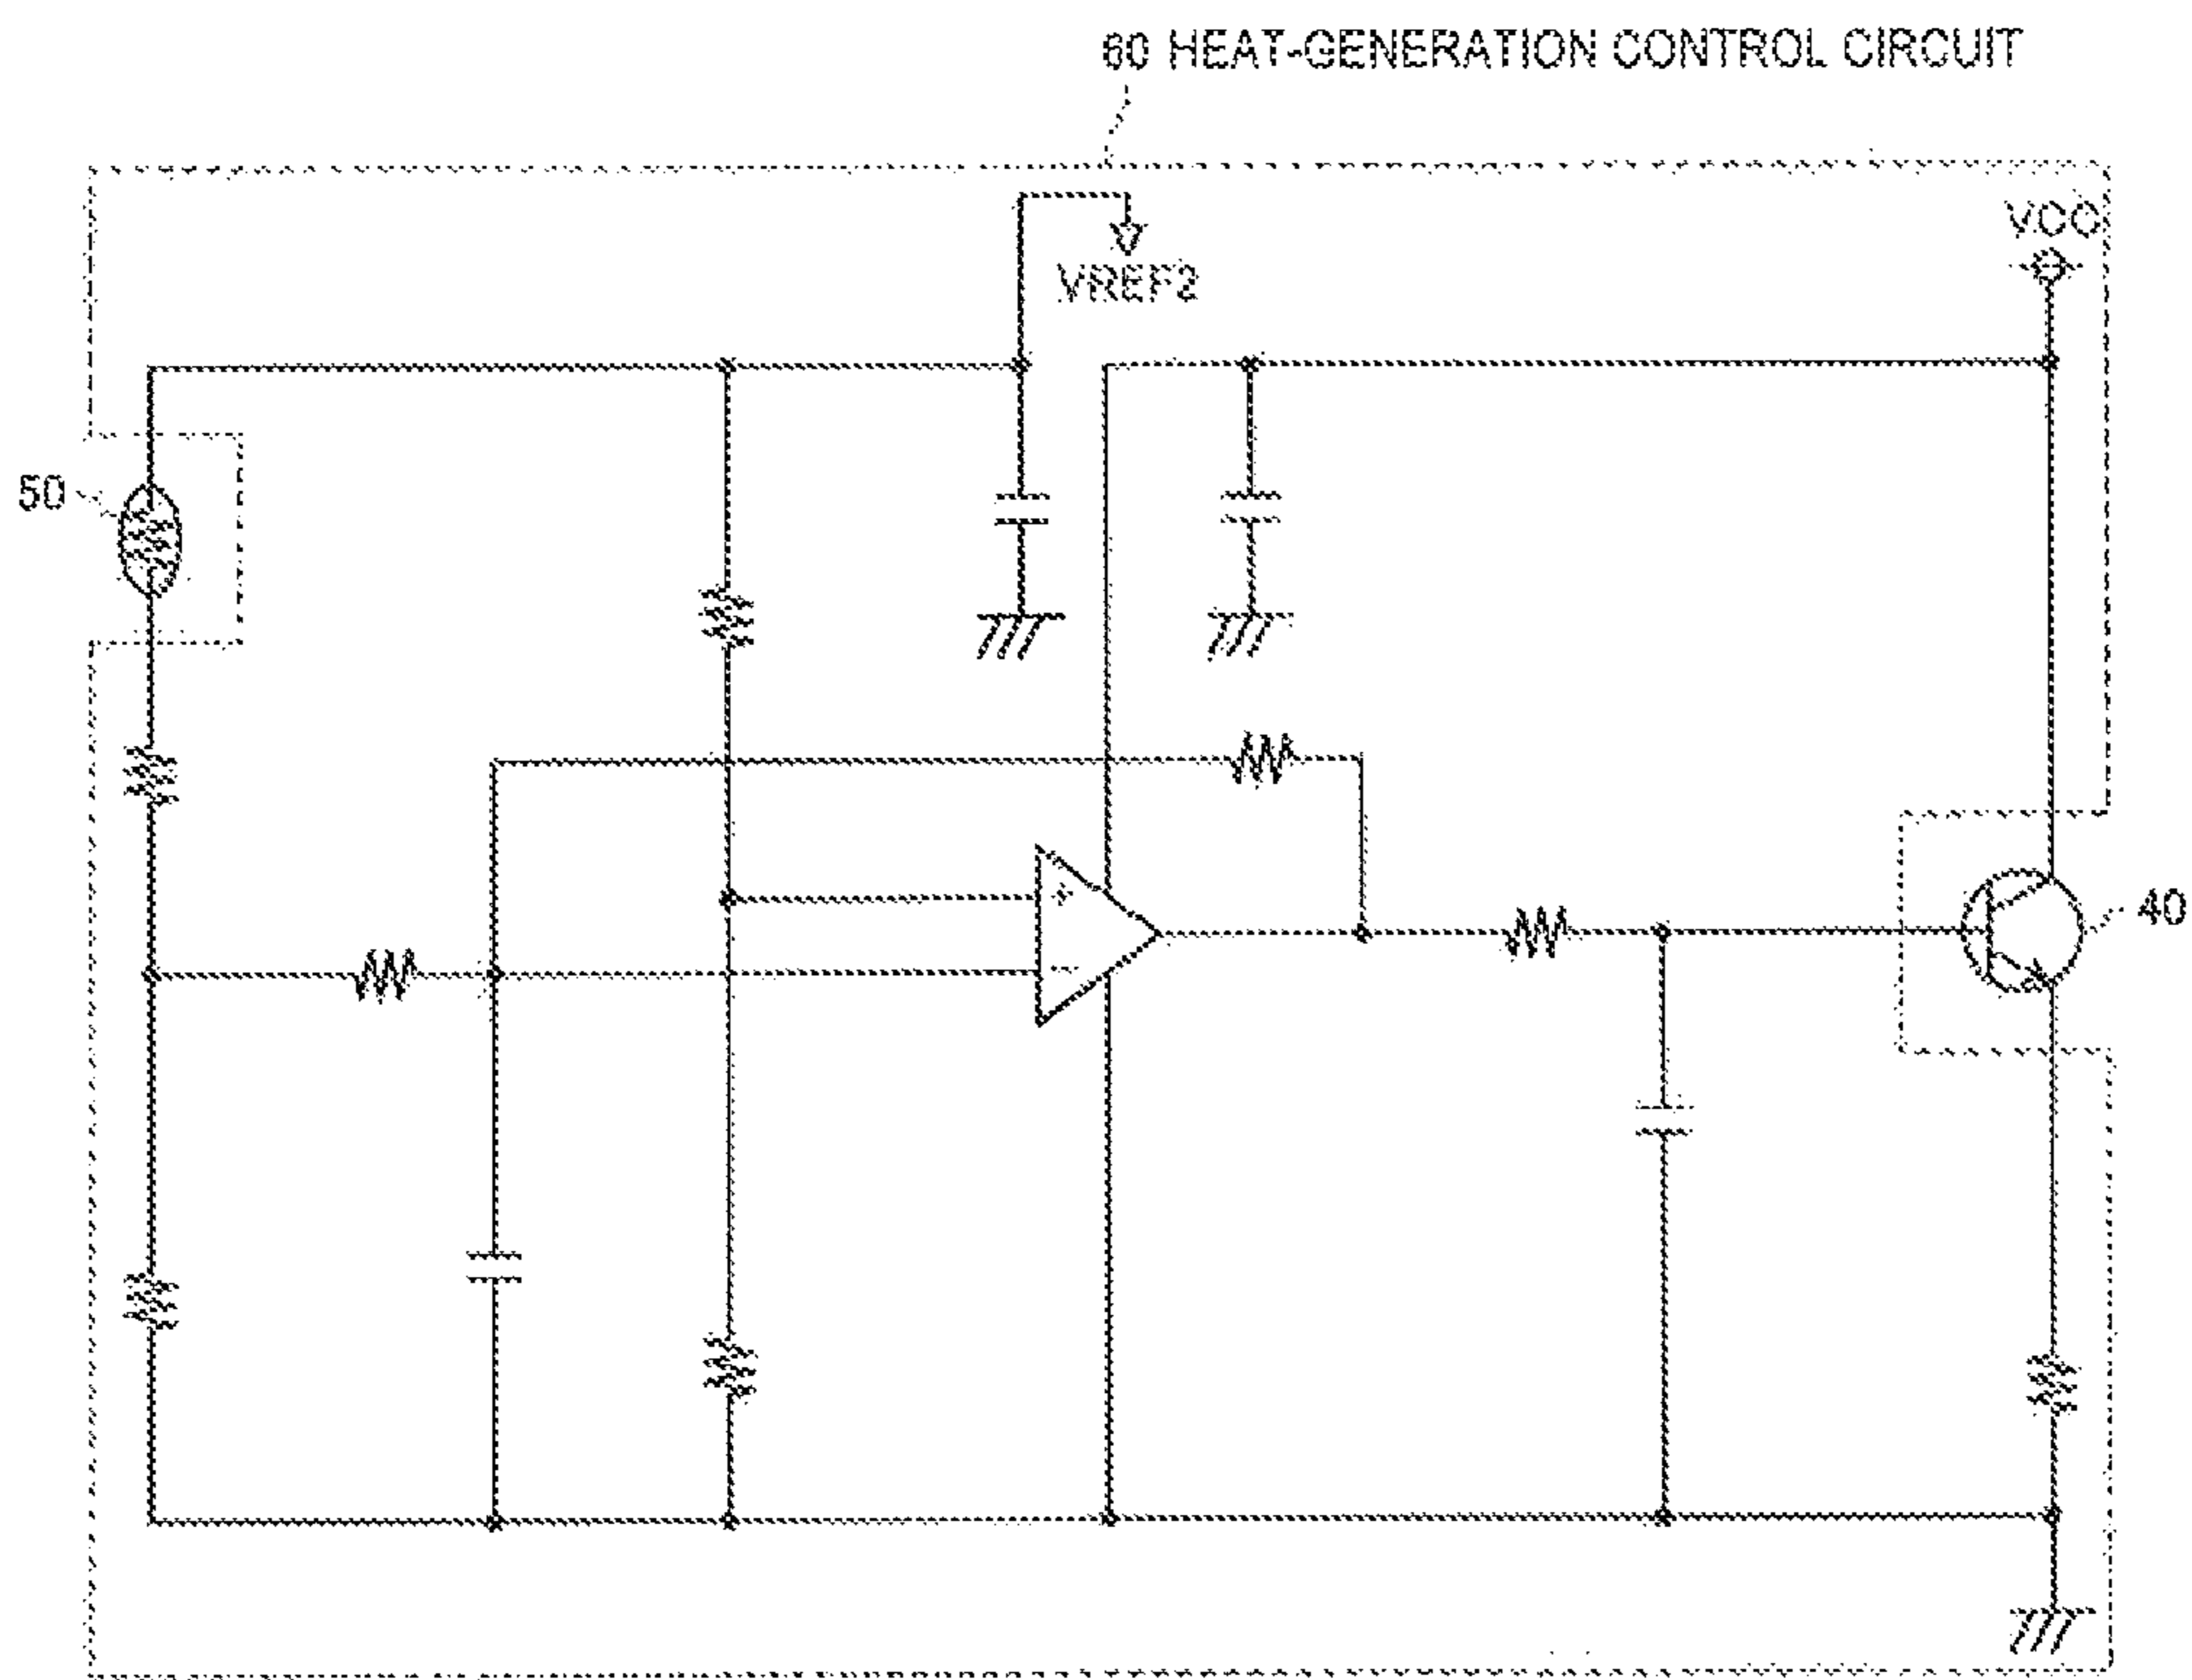 60 HEAT-GENERATION CONTROL CIRCUIT
VCC
VREF2
50
+
-
40